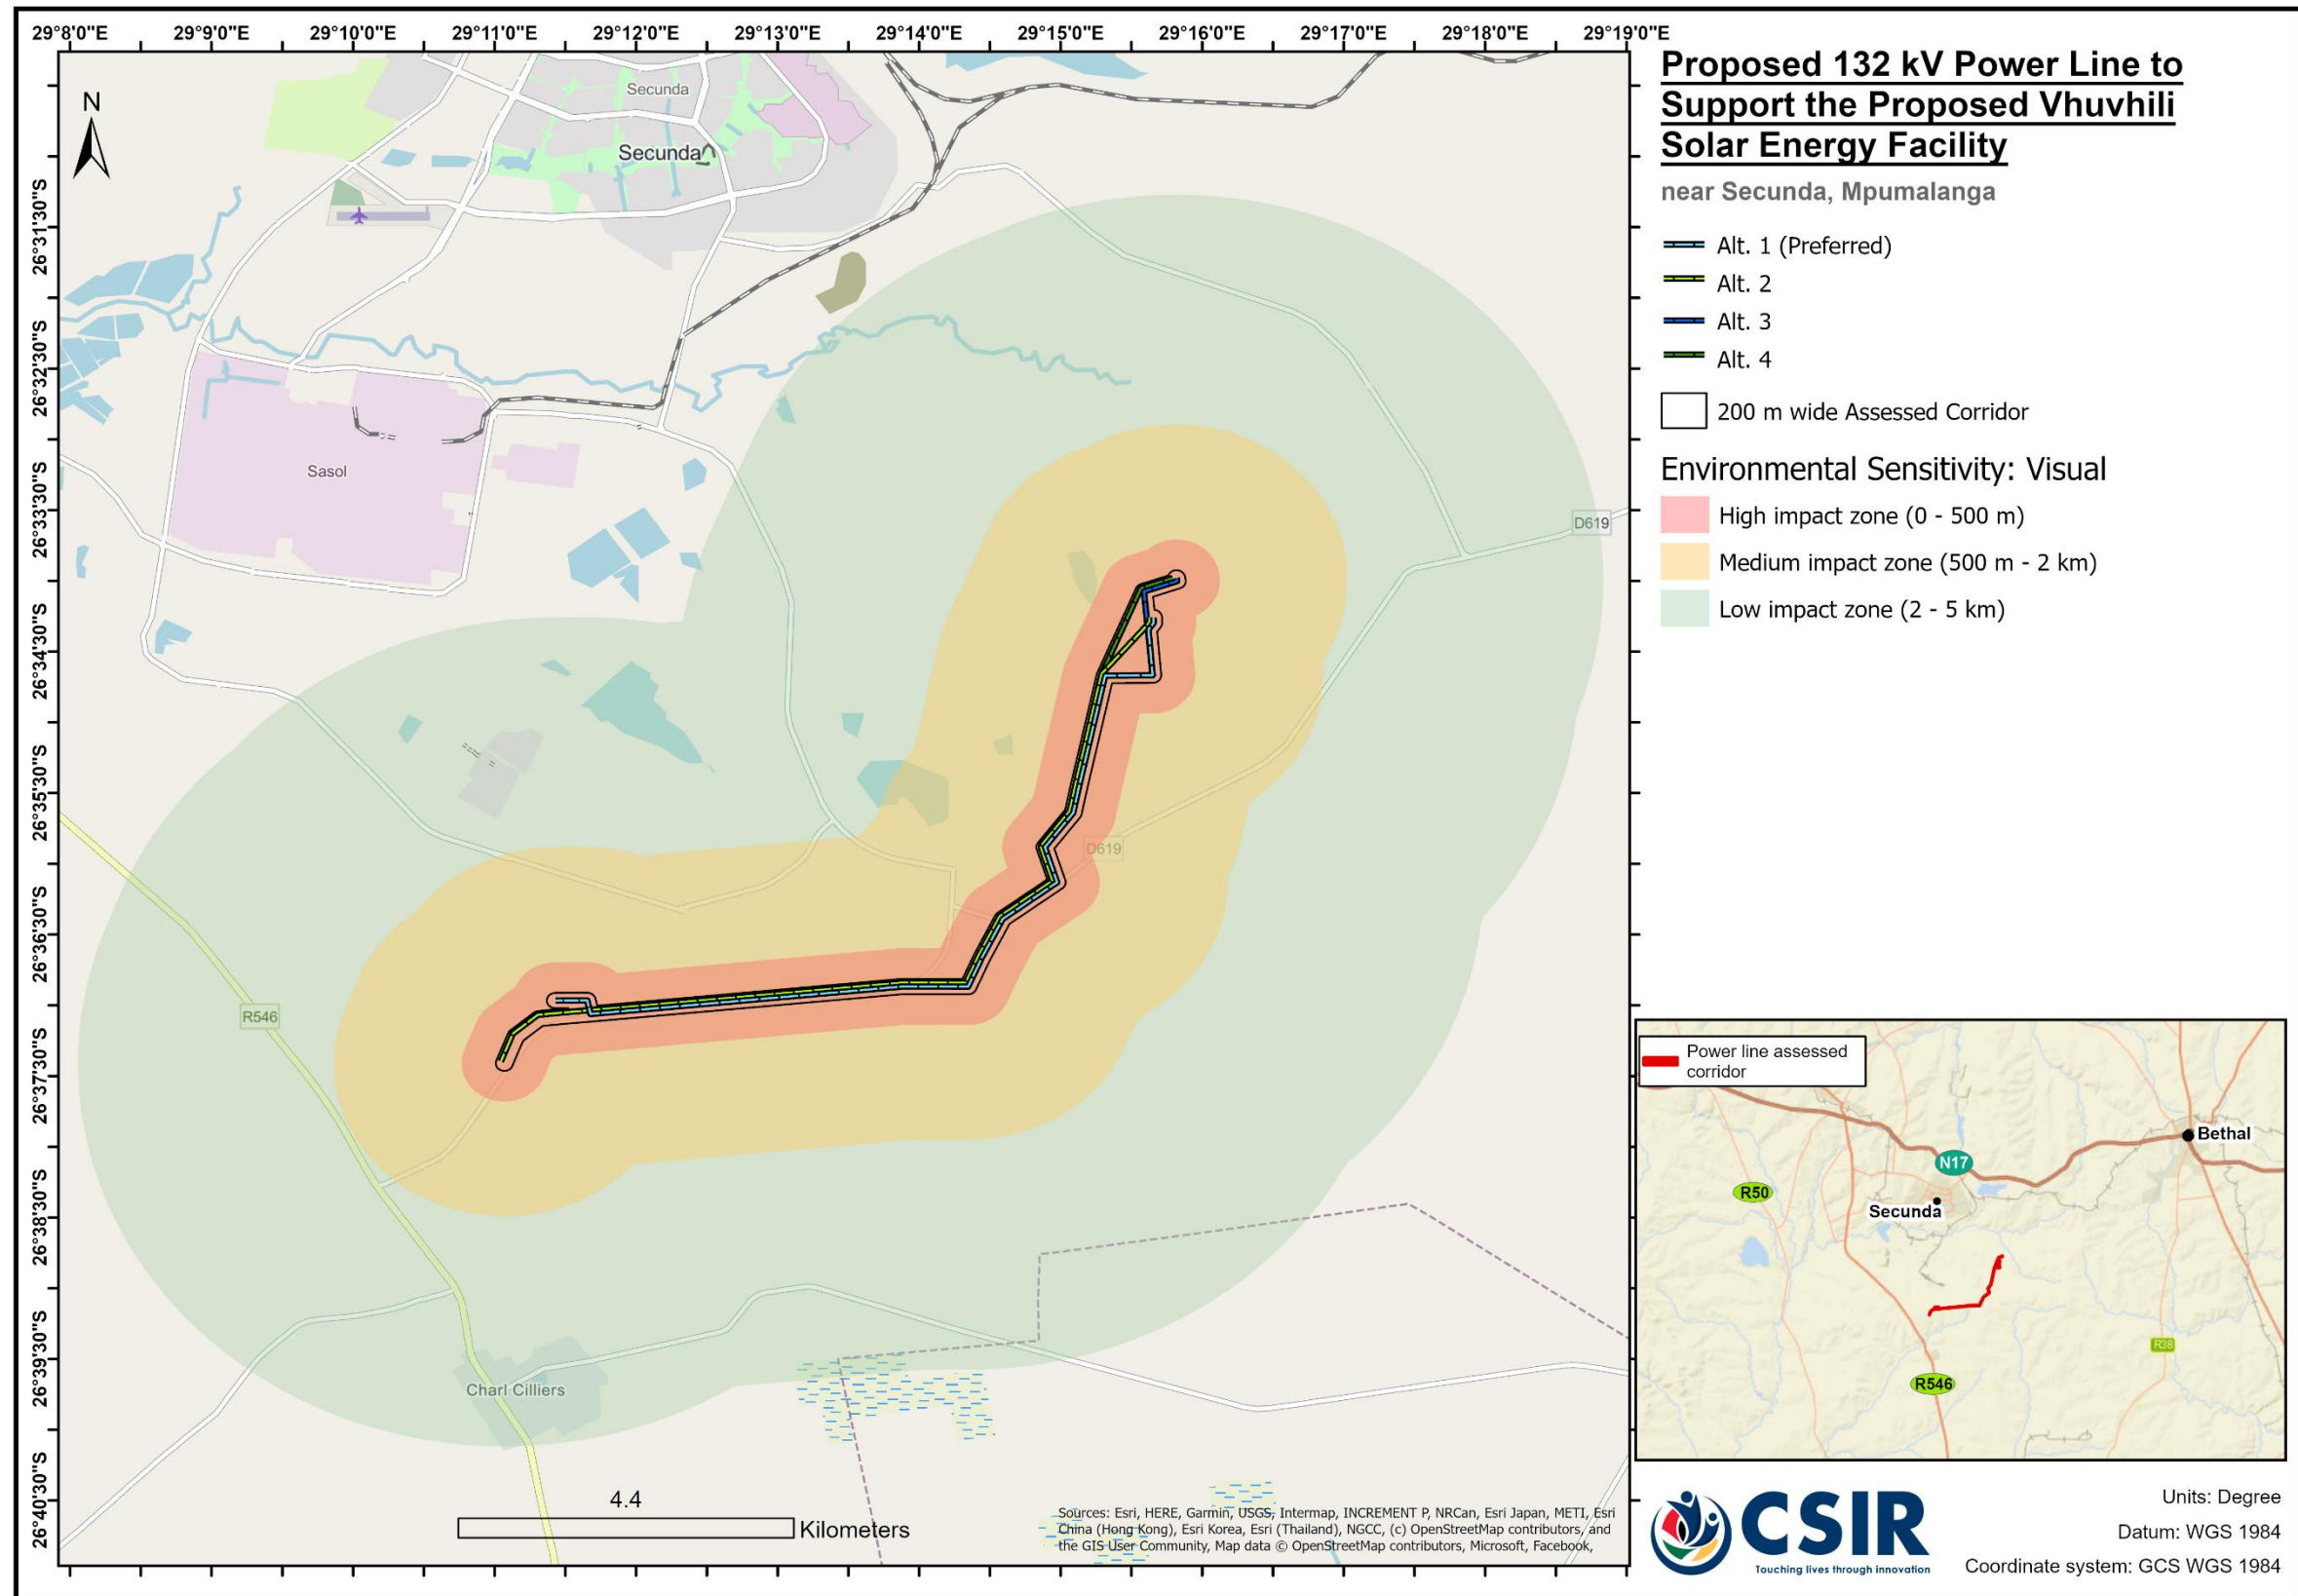 29°8'0"E 29°9'0"E 29°10'0"E 29°11'0"E 29°12'0"E 29°13'0"E 29°14'0"E 29°15'0"E 29°16'0"E 29°17'0"E 29°18'0"E 29°19'0"E
26°31'30"S
26°32'30"S
26°33'30"S
26°34'30"S
26°35'30"S
26°36'30"S
26°37'30"S
26°38'30"S
26°39'30"S
26°40'30"S
N
Secunda
Secunda
Sasol
D619
D619
R546
Charl Cilliers
4.4
Kilometers
Sources: Esri, HERE, Garmin, USGS, Intermap, INCREMENT P, NRCan, Esri Japan, METI, Esri
China (Hong Kong), Esri Korea, Esri (Thailand), NGCC, (c) OpenStreetMap contributors, and
the GIS User Community, Map data © OpenStreetMap contributors, Microsoft, Facebook,
Proposed 132 kV Power Line to
Support the Proposed Vhuvhili
Solar Energy Facility
near Secunda, Mpumalanga
Alt. 1 (Preferred)
Alt. 2
Alt. 3
Alt. 4
200 m wide Assessed Corridor
Environmental Sensitivity: Visual
High impact zone (0 - 500 m)
Medium impact zone (500 m - 2 km)
Low impact zone (2 - 5 km)
Power line assessed
corridor
Bethal
N17
R50
Secunda
R38
R546
CSIR
Touching lives through innovation
Units: Degree
Datum: WGS 1984
Coordinate system: GCS WGS 1984